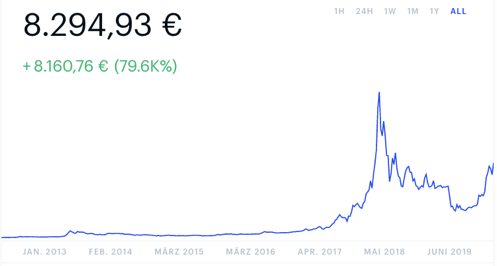 8.294,93 €
1H 24H 1W 1M 1Y ALL
+8.160,76 € (79.6K%)
JAN. 2013 FEB. 2014 MÄRZ 2015 MÄRZ 2016 APR. 2017 MAI 2018 JUNI 2019